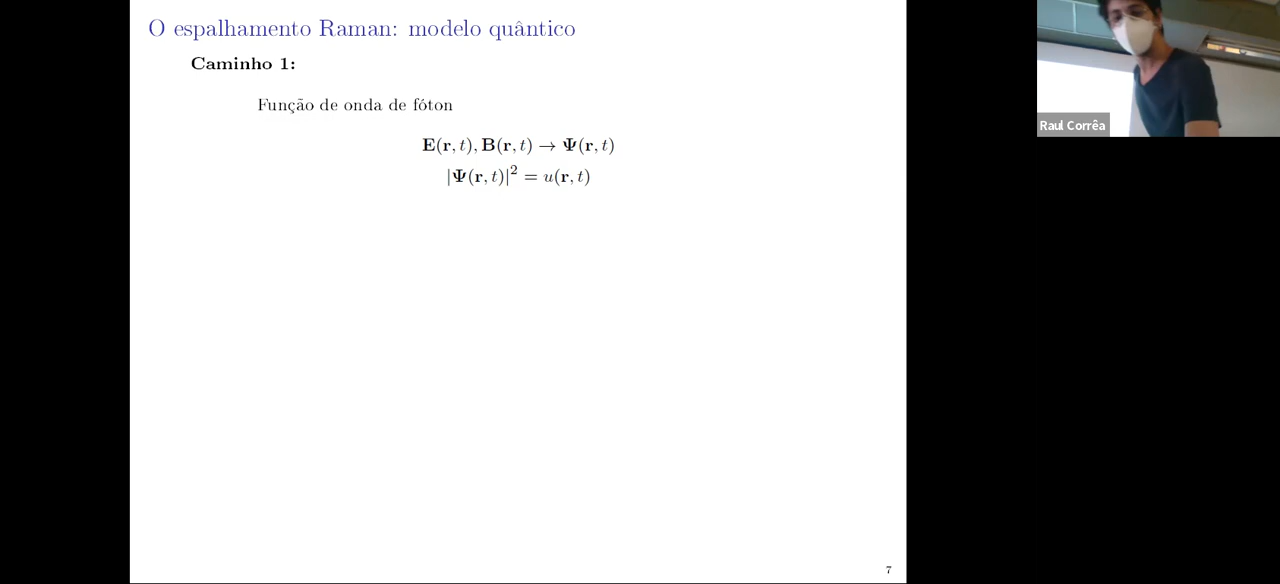 O espalhamento Raman: modelo quântico
Caminho 1:
Função de onda de fóton
E(r, t), B(r, t) → Ψ(r, t)
|Ψ(r, t)|² = u(r, t)
Raul Corrêa
7